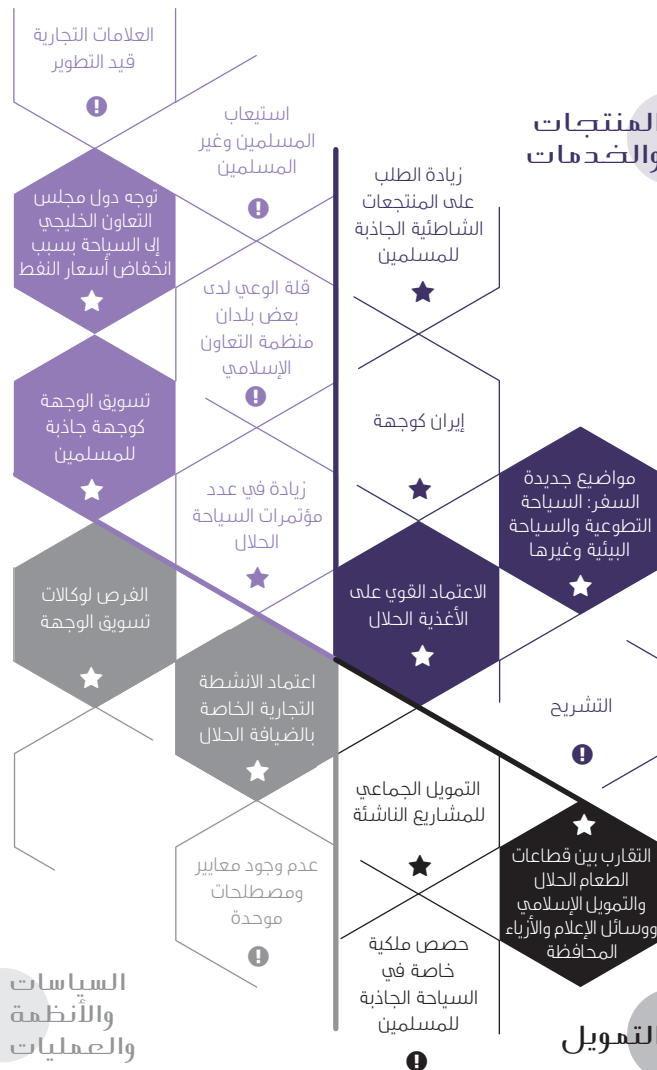 العلامات التجارية
قيد التطوير
استيعاب
المسلمين وغير
المسلمين
المنتجات
والخدمات
زيادة الطلب
على المنتجعات
الشاطئية الجاذبة
للمسلمين
توجه دول مجلس
التعاون الخليجي
إلى السياحة بسبب
انخفاض أسعار النفط
قلة الوعي لدى
بعض بلدان
منظمة التعاون
الإسلامي
تسويق الوجهة
كوجهة جاذبة
للمسلمين
إيران كوجهة
مواضيع جديدة
السفر: السياحة
التطوعية والسياحة
البيئية وغيرها
زيادة في عدد
مؤتمرات السياحة
الحلال
الاعتماد القوي على
الأغذية الحلال
الفرص لوكالات
تسويق الوجهة
اعتماد الانشطة
التجارية الخاصة
بالضيافة الحلال
التشريح
التمويل الجماعي
للمشاريع الناشئة
التقارب بين قطاعات
الطعام الحلال
والتمويل الإسلامي
ووسائل الإعلام والأزياء
المحافظة
عدم وجود معايير
ومصطلحات
موحدة
حصص ملكية
خاصة في
السياحة الجاذبة
للمسلمين
السياسات
والأنظمة
والعمليات
التمويل